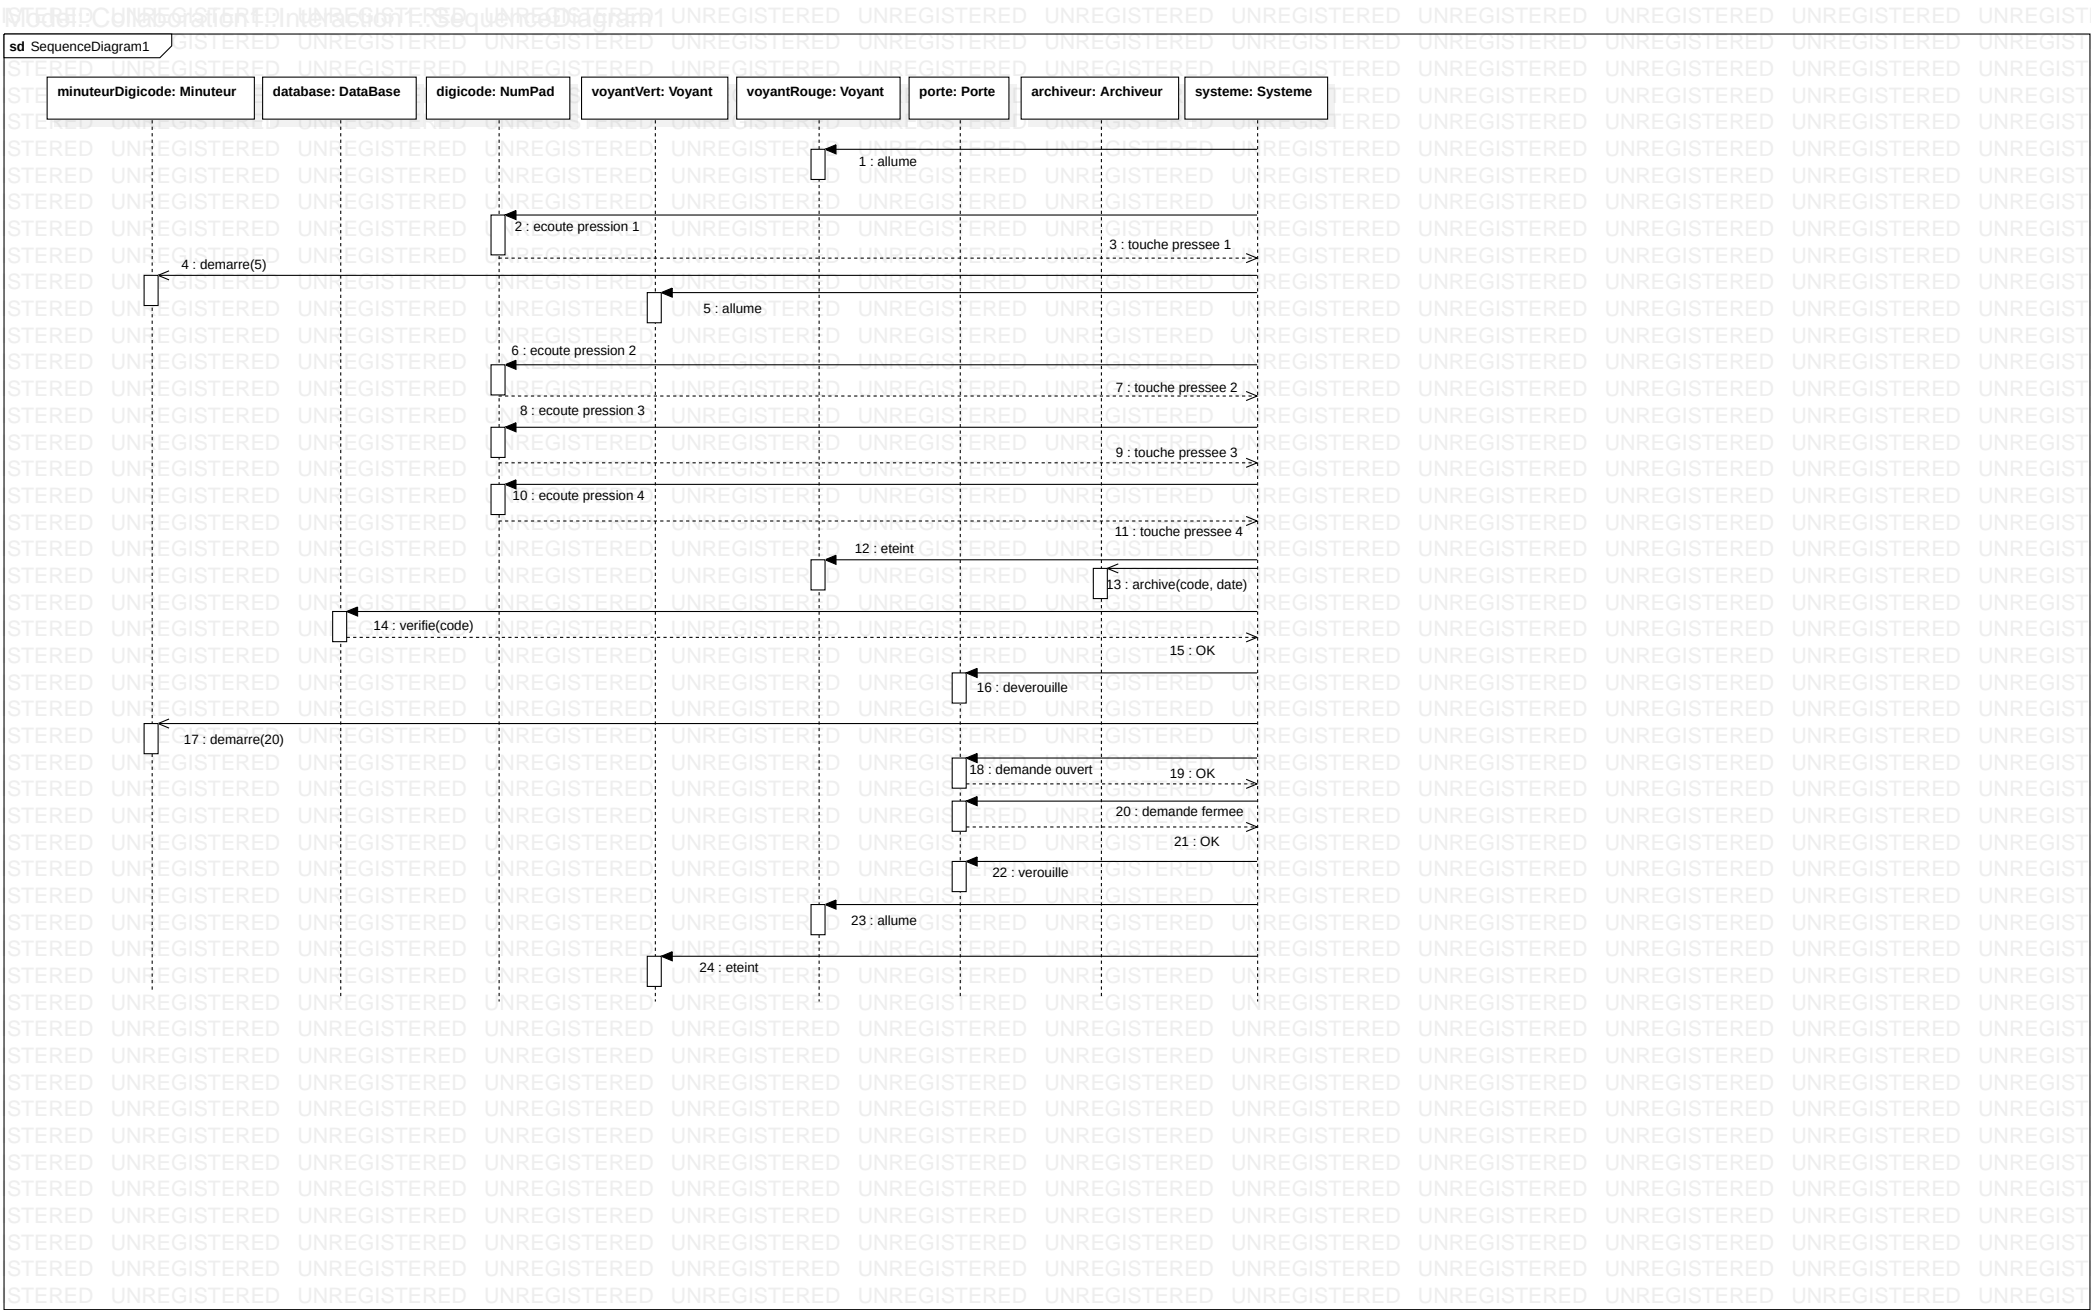 Model::Collaboration1::Interaction1::SequenceDiagram1
sd SequenceDiagram1
minuteurDigicode: Minuteur
database: DataBase
digicode: NumPad
voyantVert: Voyant
voyantRouge: Voyant
porte: Porte
archiveur: Archiveur
systeme: Systeme
1 : allume
2 : ecoute pression 1
3 : touche pressee 1
4 : demarre(5)
5 : allume
6 : ecoute pression 2
7 : touche pressee 2
8 : ecoute pression 3
9 : touche pressee 3
10 : ecoute pression 4
11 : touche pressee 4
12 : eteint
13 : archive(code, date)
14 : verifie(code)
15 : OK
16 : deverouille
17 : demarre(20)
18 : demande ouvert
19 : OK
20 : demande fermee
21 : OK
22 : verouille
23 : allume
24 : eteint
UNREGISTERED